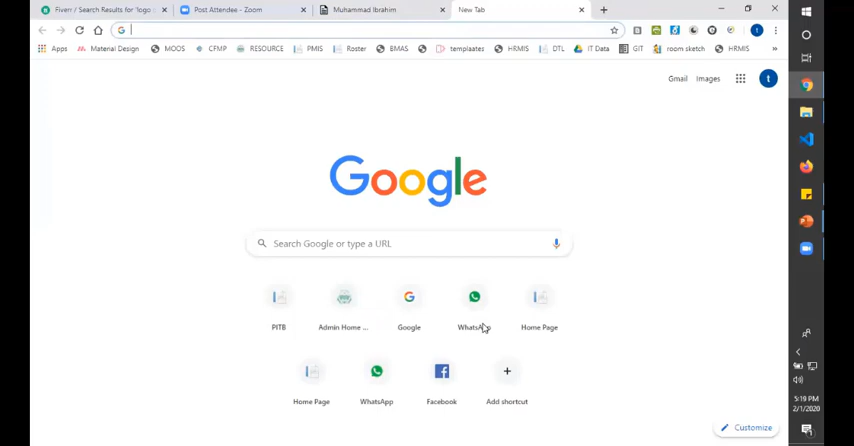 Fiverr / Search Results for 'logo
Post Attendee - Zoom
Muhammad Ibrahim
New Tab
Apps
Material Design
MOOS
CFMP
RESOURCE
PMIS
Roster
BMAS
templaates
HRMIS
DTL
IT Data
GIT
room sketch
HRMIS
Gmail
Images
t
Google
Search Google or type a URL
PITB
Admin Home ...
Google
WhatsApp
Home Page
Home Page
WhatsApp
Facebook
Add shortcut
Customize
5:19 PM
2/1/2020